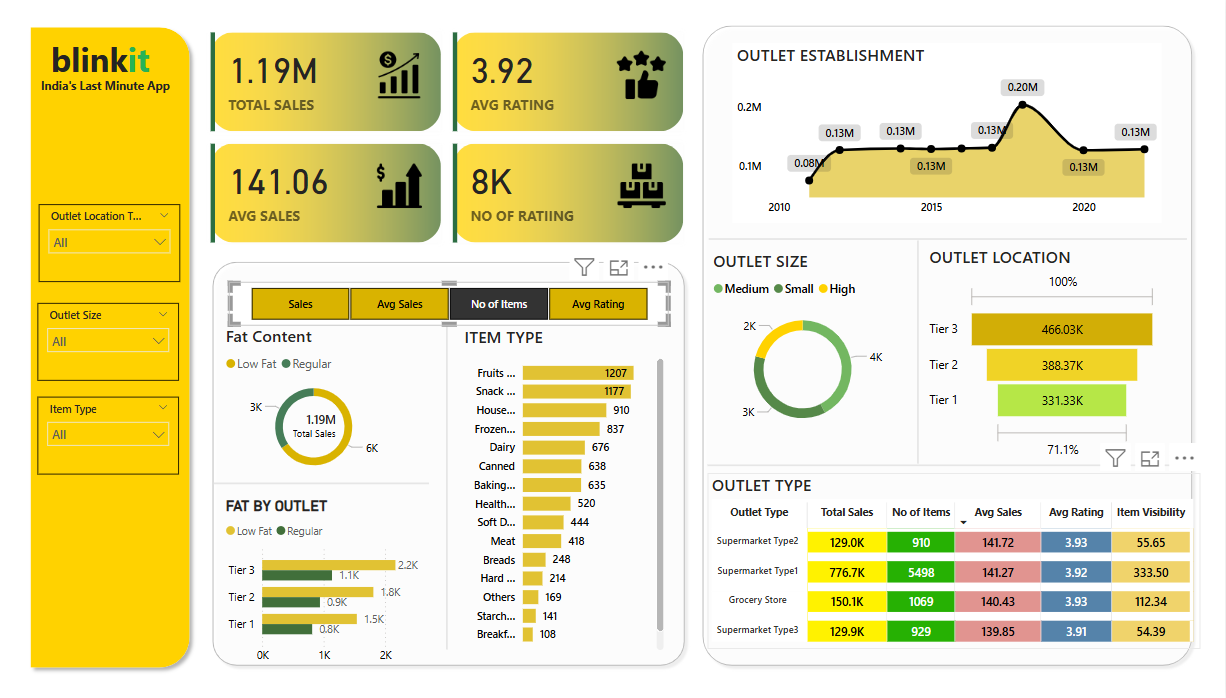 blinkit
India's Last Minute App
Outlet Location T...
All
Outlet Size
All
Item Type
All
1.19M
TOTAL SALES
$
3.92
AVG RATING
141.06
AVG SALES
$
8K
NO OF RATIING
Sales
Avg Sales
No of Items
Avg Rating
Fat Content
Low Fat
Regular
3K
1.19M
Total Sales
6K
FAT BY OUTLET
Low Fat
Regular
Tier 3
2.2K
1.1K
Tier 2
1.8K
0.9K
Tier 1
1.5K
0.8K
0K
1K
2K
ITEM TYPE
Fruits ...
1207
Snack ...
1177
House...
910
Frozen...
837
Dairy
676
Canned
638
Baking...
635
Health...
520
Soft D...
444
Meat
418
Breads
248
Hard ...
214
Others
169
Starch...
141
Breakf...
108
OUTLET ESTABLISHMENT
0.2M
0.1M
0.08M
0.13M
0.13M
0.13M
0.13M
0.20M
0.13M
0.13M
2010
2015
2020
OUTLET SIZE
Medium
Small
High
2K
4K
3K
OUTLET LOCATION
100%
Tier 3
466.03K
Tier 2
388.37K
Tier 1
331.33K
71.1%
OUTLET TYPE
Outlet Type Total Sales No of Items Avg Sales Avg Rating Item Visibility
Supermarket Type2 129.0K 910 141.72 3.93 55.65
Supermarket Type1 776.7K 5498 141.27 3.92 333.50
Grocery Store 150.1K 1069 140.43 3.93 112.34
Supermarket Type3 129.9K 929 139.85 3.91 54.39